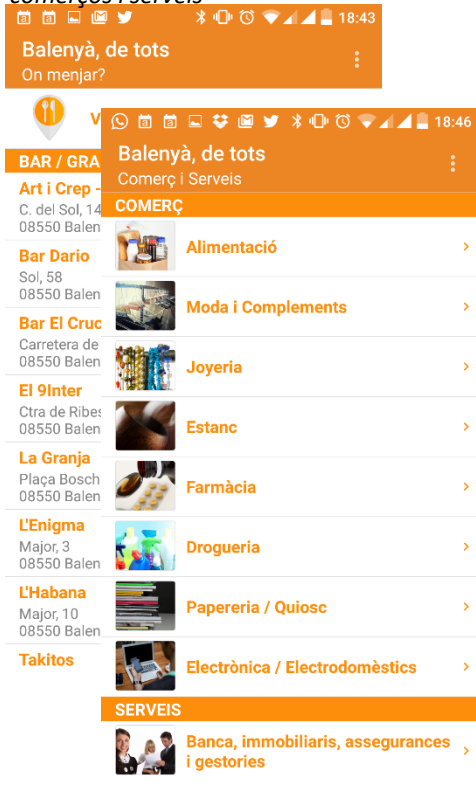 comerços i serveis
18:43
Balenyà, de tots
On menjar?
V
BAR / GRA
Art i Crep -
C. del Sol, 14
08550 Balen
Bar Dario
Sol, 58
08550 Balen
Bar El Cruc
Carretera de
08550 Balen
El 9Inter
Ctra de Ribes
08550 Balen
La Granja
Plaça Bosch
08550 Balen
L'Enigma
Major, 3
08550 Balen
L'Habana
Major, 10
08550 Balen
Takitos
18:46
Balenyà, de tots
Comerç i Serveis
COMERÇ
Alimentació
Moda i Complements
Joyeria
Estanc
Farmàcia
Drogueria
Papereria / Quiosc
Electrònica / Electrodomèstics
SERVEIS
Banca, immobiliaris, assegurances
i gestories